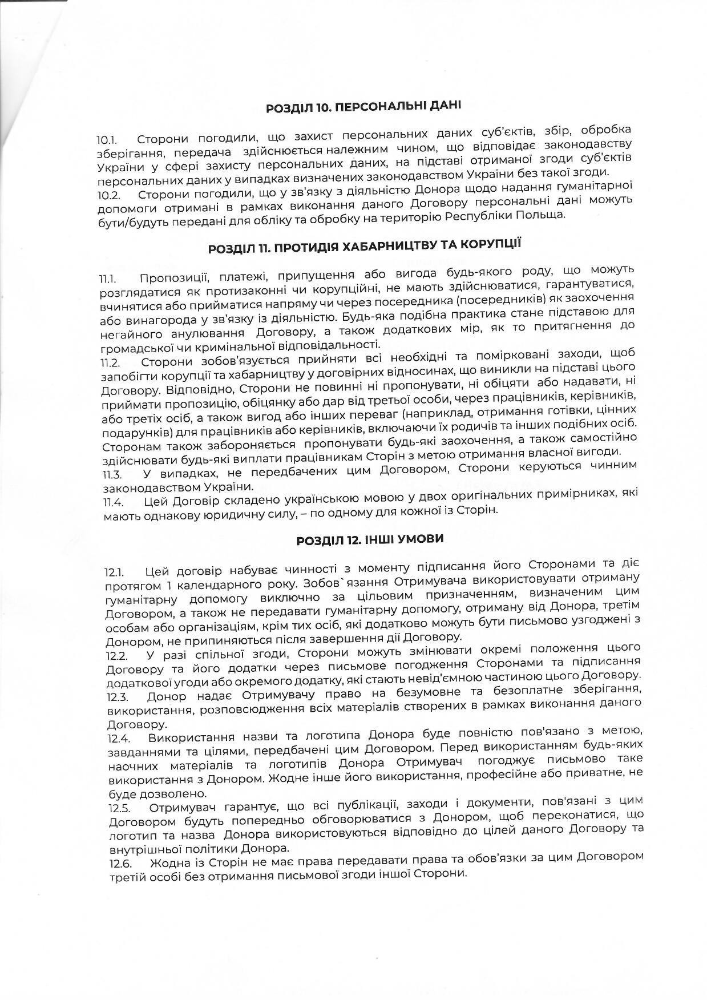 РОЗДІЛ 10. ПЕРСОНАЛЬНІ ДАНІ
10.1. Сторони погодили, що захист персональних даних суб'єктів, збір, обробка
зберігання, передача здійснюється належним чином, що відповідає законодавству
України у сфері захисту персональних даних, на підставі отриманої згоди суб'єктів
персональних даних у випадках визначених законодавством України без такої згоди.
10.2. Сторони погодили, що у зв'язку з діяльністю Донора щодо надання гуманітарної
допомоги отримані в рамках виконання даного Договору персональні дані можуть
бути/будуть передані для обліку та обробку на територію Республіки Польща.
РОЗДІЛ 11. ПРОТИДІЯ ХАБАРНИЦТВУ ТА КОРУПЦІЇ
11.1. Пропозиції, платежі, припущення або вигода будь-якого роду, що можуть
розглядатися як протизаконні чи корупційні, не мають здійснюватися, гарантуватися,
вчинятися або прийматися напряму чи через посередника (посередників) як заохочення
або винагорода у зв'язку із діяльністю. Будь-яка подібна практика стане підставою для
негайного анулювання Договору, а також додаткових мір, як то притягнення до
громадської чи кримінальної відповідальності.
11.2. Сторони зобов'язується прийняти всі необхідні та помірковані заходи, щоб
запобігти корупції та хабарництву у договірних відносинах, що виникли на підставі цього
Договору. Відповідно, Сторони не повинні ні пропонувати, ні обіцяти або надавати, ні
приймати пропозицію, обіцянку або дар від третьої особи, через працівників, керівників,
або третіх осіб, а також вигод або інших переваг (наприклад, отримання готівки, цінних
подарунків) для працівників або керівників, включаючи їх родичів та інших подібних осіб.
Сторонам також забороняється пропонувати будь-які заохочення, а також самостійно
здійснювати будь-які виплати працівникам Сторін з метою отримання власної вигоди.
11.3. У випадках, не передбачених цим Договором, Сторони керуються чинним
законодавством України.
11.4. Цей Договір складено українською мовою у двох оригінальних примірниках, які
мають однакову юридичну силу, – по одному для кожної із Сторін.
РОЗДІЛ 12. ІНШІ УМОВИ
12.1. Цей договір набуває чинності з моменту підписання його Сторонами та діє
протягом 1 календарного року. Зобов`язання Отримувача використовувати отриману
гуманітарну допомогу виключно за цільовим призначенням, визначеним цим
Договором, а також не передавати гуманітарну допомогу, отриману від Донора, третім
особам або організаціям, крім тих осіб, які додатково можуть бути письмово узгоджені з
Донором, не припиняються після завершення дії Договору.
12.2. У разі спільної згоди, Сторони можуть змінювати окремі положення цього
Договору та його додатки через письмове погодження Сторонами та підписання
додаткової угоди або окремого додатку, які стають невід'ємною частиною цього Договору.
12.3. Донор надає Отримувачу право на безумовне та безоплатне зберігання,
використання, розповсюдження всіх матеріалів створених в рамках виконання даного
Договору.
12.4. Використання назви та логотипа Донора буде повністю пов'язано з метою,
завданнями та цілями, передбачені цим Договором. Перед використанням будь-яких
наочних матеріалів та логотипів Донора Отримувач погоджує письмово таке
використання з Донором. Жодне інше його використання, професійне або приватне, не
буде дозволено.
12.5. Отримувач гарантує, що всі публікації, заходи і документи, пов'язані з цим
Договором будуть попередньо обговорюватися з Донором, щоб переконатися, що
логотип та назва Донора використовуються відповідно до цілей даного Договору та
внутрішньої політики Донора.
12.6. Жодна із Сторін не має права передавати права та обов'язки за цим Договором
третій особі без отримання письмової згоди іншої Сторони.